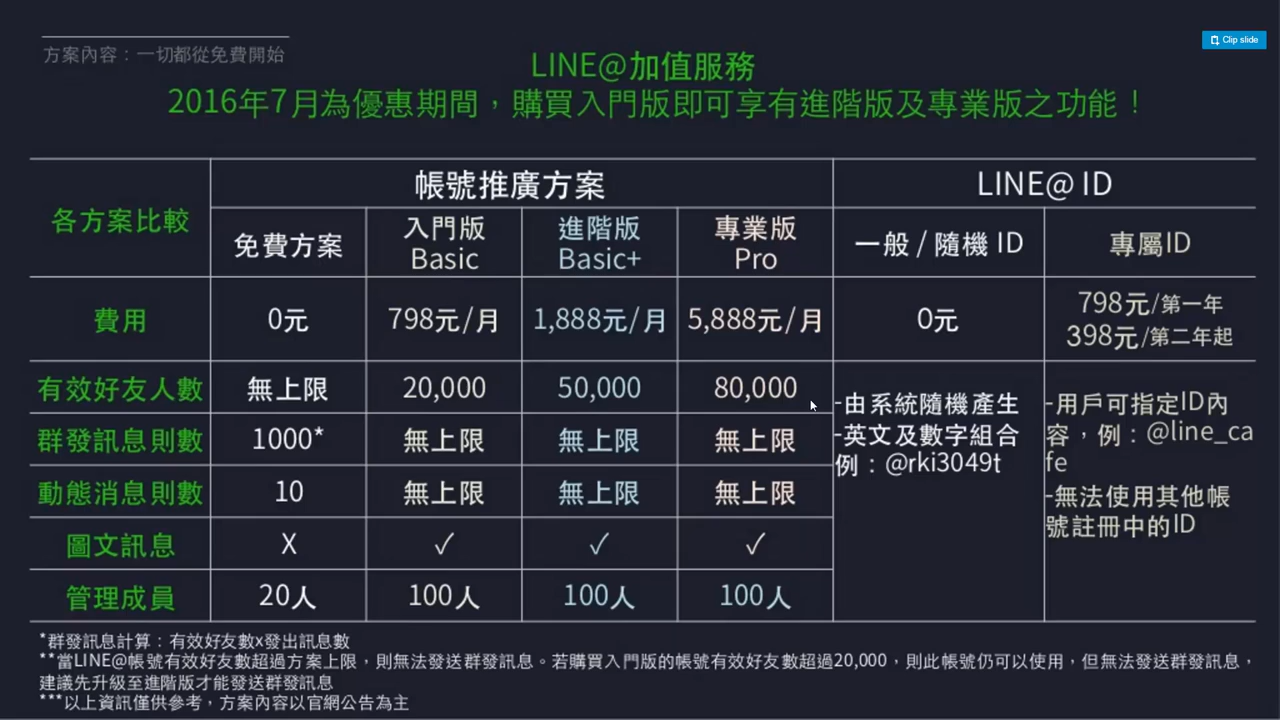 方案內容：一切都從免費開始
Clip slide
LINE@加值服務
2016年7月為優惠期間，購買入門版即可享有進階版及專業版之功能！
各方案比較
帳號推廣方案
LINE@ ID
免費方案
入門版
Basic
進階版
Basic+
專業版
Pro
一般 / 隨機 ID
專屬ID
費用
0元
798元/月
1,888元/月
5,888元/月
0元
798元/第一年
398元/第二年起
有效好友人數
無上限
20,000
50,000
80,000
-由系統隨機產生
-英文及數字組合
例：@rki3049t
-用戶可指定ID內
容，例：@line_ca
fe
-無法使用其他帳
號註冊中的ID
群發訊息則數
1000*
無上限
無上限
無上限
動態消息則數
10
無上限
無上限
無上限
圖文訊息
X
✓
✓
✓
管理成員
20人
100人
100人
100人
*群發訊息計算：有效好友數x發出訊息數
**當LINE@帳號有效好友數超過方案上限，則無法發送群發訊息。若購買入門版的帳號有效好友數超過20,000，則此帳號仍可以使用，但無法發送群發訊息，
建議先升級至進階版才能發送群發訊息
***以上資訊僅供參考，方案內容以官網公告為主